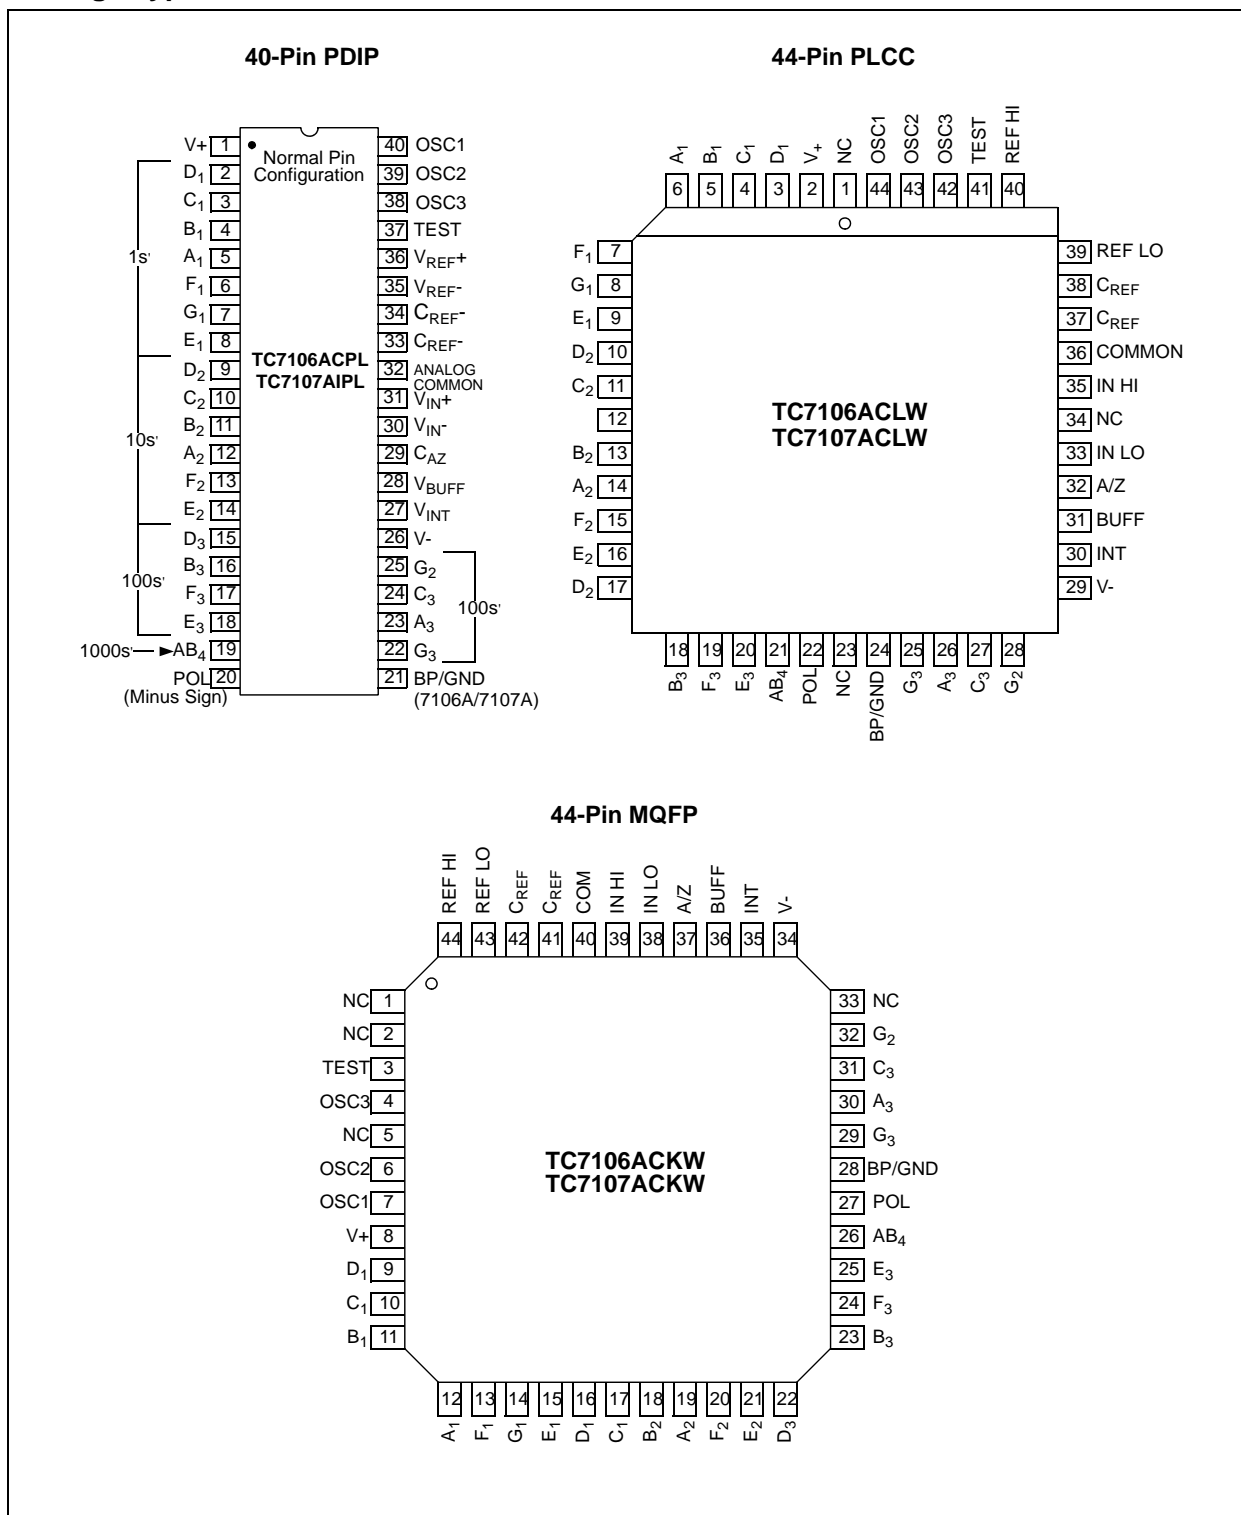 40-Pin PDIP
V+ 1
D1 2
C1 3
B1 4
A1 5
F1 6
G1 7
E1 8
D2 9
C2 10
B2 11
A2 12
F2 13
E2 14
D3 15
B3 16
F3 17
E3 18
AB4 19
POL 20
(Minus Sign)
1s'
10s'
100s'
1000s'
Normal Pin
Configuration
TC7106ACPL
TC7107AIPL
40 OSC1
39 OSC2
38 OSC3
37 TEST
36 VREF+
35 VREF-
34 CREF-
33 CREF-
32 ANALOG
COMMON
31 VIN+
30 VIN-
29 CAZ
28 VBUFF
27 VINT
26 V-
25 G2
24 C3
23 A3
22 G3
21 BP/GND
(7106A/7107A)
100s'
44-Pin PLCC
A1 B1 C1 D1 V+ NC OSC1 OSC2 OSC3 TEST REF HI
6 5 4 3 2 1 44 43 42 41 40
F1 7
G1 8
E1 9
D2 10
C2 11
12
B2 13
A2 14
F2 15
E2 16
D2 17
TC7106ACLW
TC7107ACLW
39 REF LO
38 CREF
37 CREF
36 COMMON
35 IN HI
34 NC
33 IN LO
32 A/Z
31 BUFF
30 INT
29 V-
18 19 20 21 22 23 24 25 26 27 28
B3 F3 E3 AB4 POL NC BP/GND G3 A3 C3 G2
44-Pin MQFP
REF HI REF LO CREF CREF COM IN HI IN LO A/Z BUFF INT V-
44 43 42 41 40 39 38 37 36 35 34
NC 1
NC 2
TEST 3
OSC3 4
NC 5
OSC2 6
OSC1 7
V+ 8
D1 9
C1 10
B1 11
TC7106ACKW
TC7107ACKW
33 NC
32 G2
31 C3
30 A3
29 G3
28 BP/GND
27 POL
26 AB4
25 E3
24 F3
23 B3
12 13 14 15 16 17 18 19 20 21 22
A1 F1 G1 E1 D1 C1 B2 A2 F2 E2 D3